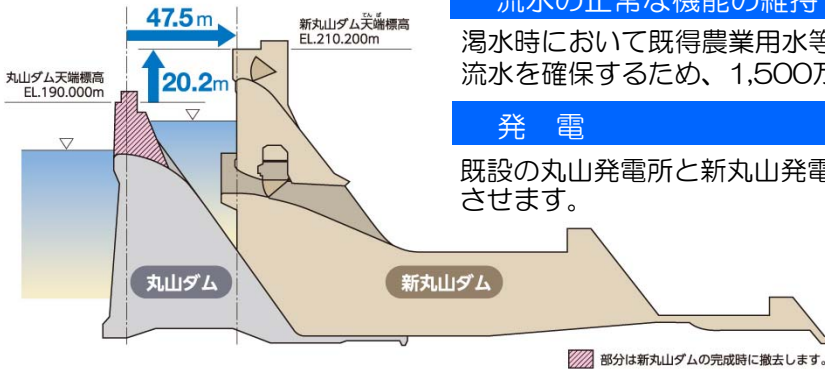 47.5m
20.2m
新丸山ダム天端標高
てんば
EL.210.200m
丸山ダム天端標高
EL.190.000m
丸山ダム
新丸山ダム
部分は新丸山ダムの完成時に撤去します。
流水の正常な機能の維持
渇水時において既得農業用水等
流水を確保するため、1,500万
発 電
既設の丸山発電所と新丸山発電
させます。